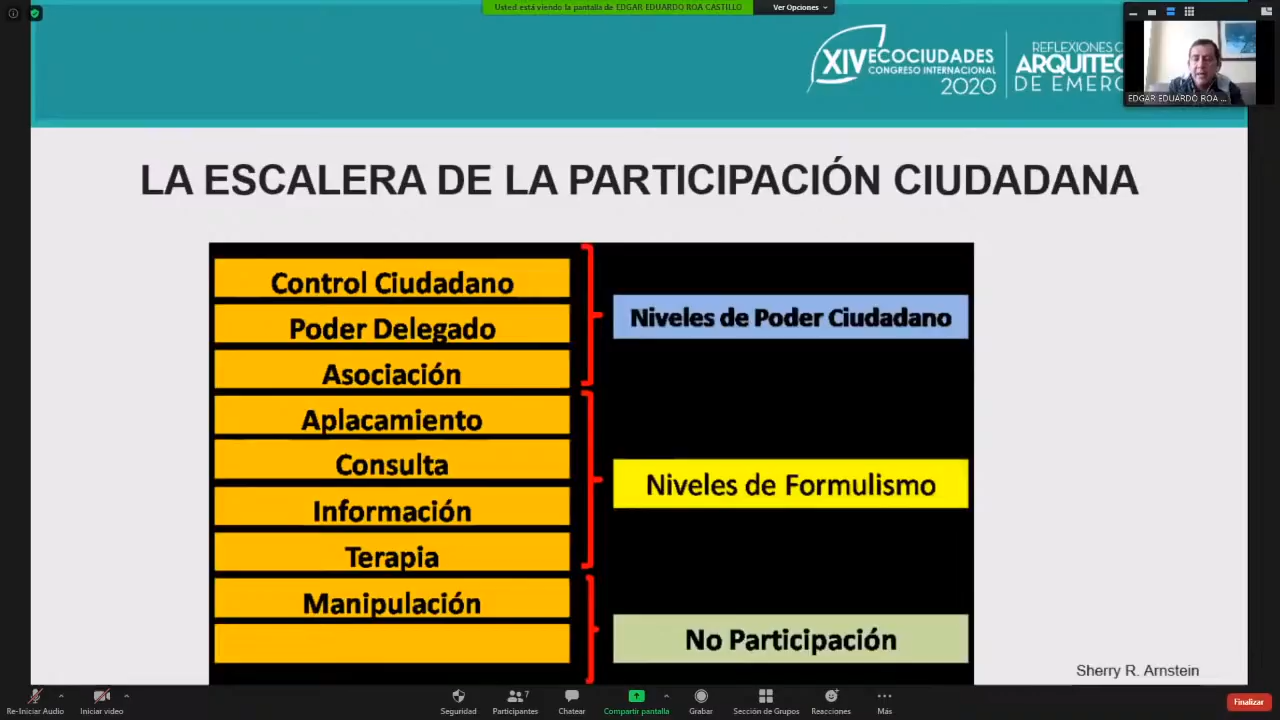 Usted está viendo la pantalla de EDGAR EDUARDO ROA CASTILLO
Ver Opciones
XIV ECOCIUDADES
CONGRESO INTERNACIONAL
2020
REFLEXIONES
ARQUITEC
DE EMERG
EDGAR EDUARDO ROA ...
LA ESCALERA DE LA PARTICIPACIÓN CIUDADANA
Control Ciudadano
Poder Delegado
Asociación
Niveles de Poder Ciudadano
Aplacamiento
Consulta
Información
Terapia
Niveles de Formulismo
Manipulación
No Participación
Sherry R. Arnstein
Re-Iniciar Audio
Iniciar video
Seguridad
7
Participantes
Chatear
Compartir pantalla
Grabar
Sección de Grupos
Reacciones
Más
Finalizar